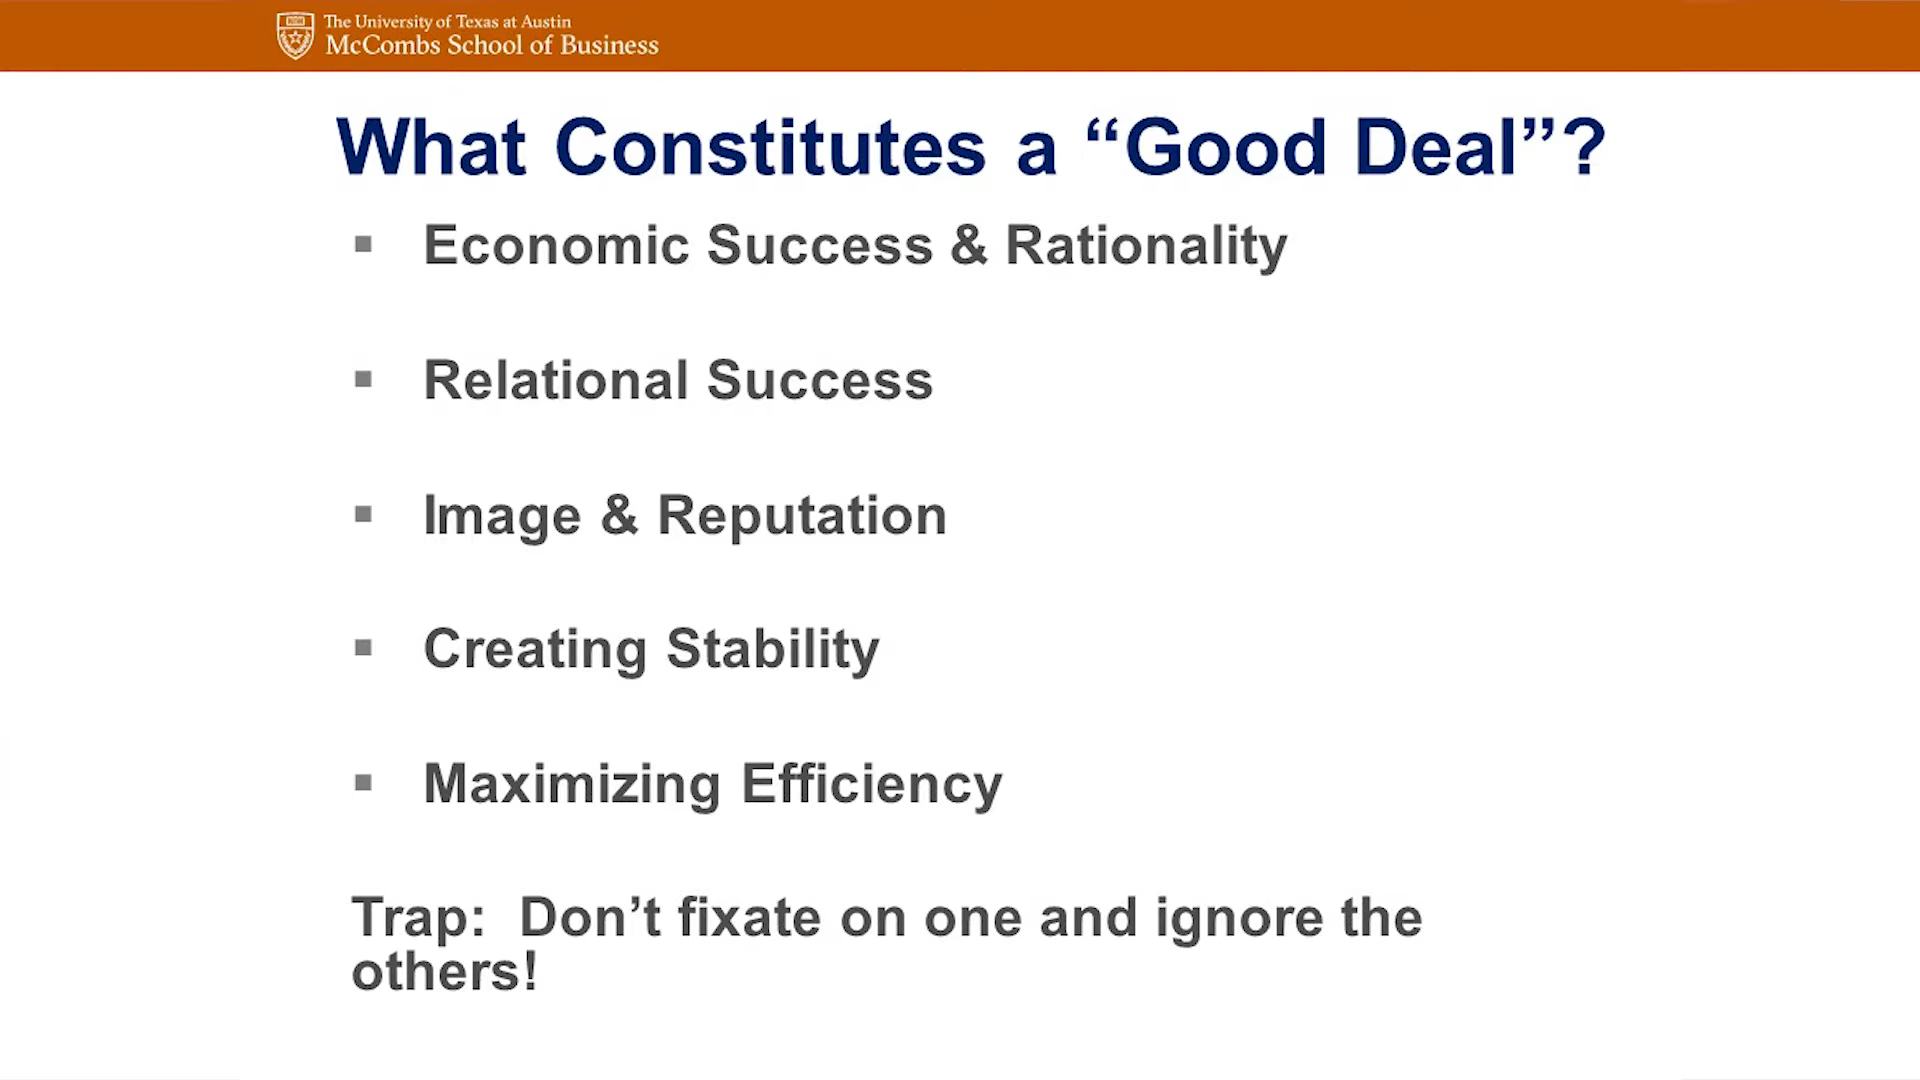 The University of Texas at Austin
McCombs School of Business
What Constitutes a “Good Deal”?
▪ Economic Success & Rationality
▪ Relational Success
▪ Image & Reputation
▪ Creating Stability
▪ Maximizing Efficiency
Trap:  Don’t fixate on one and ignore the
others!